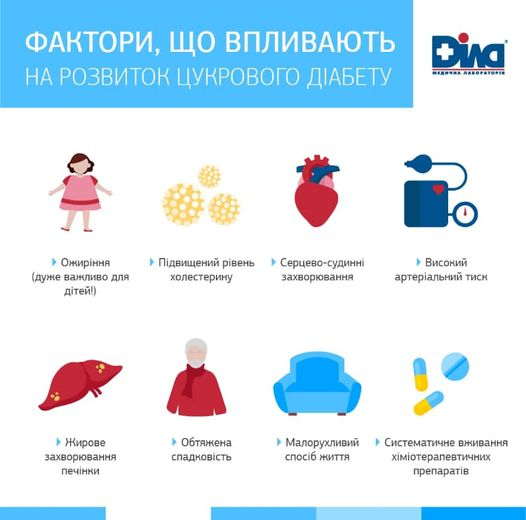 ФАКТОРИ, ЩО ВПЛИВАЮТЬ
НА РОЗВИТОК ЦУКРОВОГО ДІАБЕТУ
Діла
МЕДИЧНА ЛАБОРАТОРІЯ
Ожиріння
(дуже важливо для
дітей!)
Підвищений рівень
холестерину
Серцево-судинні
захворювання
Високий
артеріальний тиск
Жирове
захворювання
печінки
Обтяжена
спадковість
Малорухливий
спосіб життя
Систематичне вживання
хіміотерапевтичних
препаратів